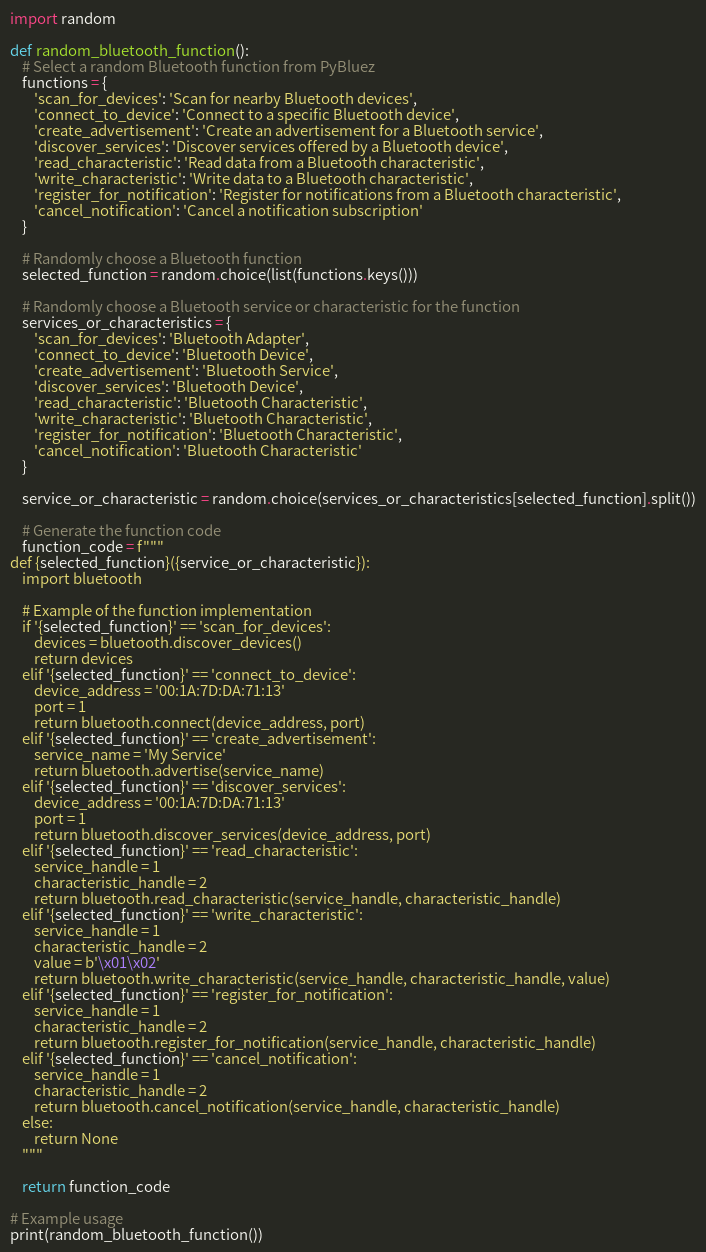 import random

def random_bluetooth_function():
    # Select a random Bluetooth function from PyBluez
    functions = {
        'scan_for_devices': 'Scan for nearby Bluetooth devices',
        'connect_to_device': 'Connect to a specific Bluetooth device',
        'create_advertisement': 'Create an advertisement for a Bluetooth service',
        'discover_services': 'Discover services offered by a Bluetooth device',
        'read_characteristic': 'Read data from a Bluetooth characteristic',
        'write_characteristic': 'Write data to a Bluetooth characteristic',
        'register_for_notification': 'Register for notifications from a Bluetooth characteristic',
        'cancel_notification': 'Cancel a notification subscription'
    }

    # Randomly choose a Bluetooth function
    selected_function = random.choice(list(functions.keys()))

    # Randomly choose a Bluetooth service or characteristic for the function
    services_or_characteristics = {
        'scan_for_devices': 'Bluetooth Adapter',
        'connect_to_device': 'Bluetooth Device',
        'create_advertisement': 'Bluetooth Service',
        'discover_services': 'Bluetooth Device',
        'read_characteristic': 'Bluetooth Characteristic',
        'write_characteristic': 'Bluetooth Characteristic',
        'register_for_notification': 'Bluetooth Characteristic',
        'cancel_notification': 'Bluetooth Characteristic'
    }

    service_or_characteristic = random.choice(services_or_characteristics[selected_function].split())

    # Generate the function code
    function_code = f"""
def {selected_function}({service_or_characteristic}):
    import bluetooth

    # Example of the function implementation
    if '{selected_function}' == 'scan_for_devices':
        devices = bluetooth.discover_devices()
        return devices
    elif '{selected_function}' == 'connect_to_device':
        device_address = '00:1A:7D:DA:71:13'
        port = 1
        return bluetooth.connect(device_address, port)
    elif '{selected_function}' == 'create_advertisement':
        service_name = 'My Service'
        return bluetooth.advertise(service_name)
    elif '{selected_function}' == 'discover_services':
        device_address = '00:1A:7D:DA:71:13'
        port = 1
        return bluetooth.discover_services(device_address, port)
    elif '{selected_function}' == 'read_characteristic':
        service_handle = 1
        characteristic_handle = 2
        return bluetooth.read_characteristic(service_handle, characteristic_handle)
    elif '{selected_function}' == 'write_characteristic':
        service_handle = 1
        characteristic_handle = 2
        value = b'\x01\x02'
        return bluetooth.write_characteristic(service_handle, characteristic_handle, value)
    elif '{selected_function}' == 'register_for_notification':
        service_handle = 1
        characteristic_handle = 2
        return bluetooth.register_for_notification(service_handle, characteristic_handle)
    elif '{selected_function}' == 'cancel_notification':
        service_handle = 1
        characteristic_handle = 2
        return bluetooth.cancel_notification(service_handle, characteristic_handle)
    else:
        return None
    """

    return function_code

# Example usage
print(random_bluetooth_function())